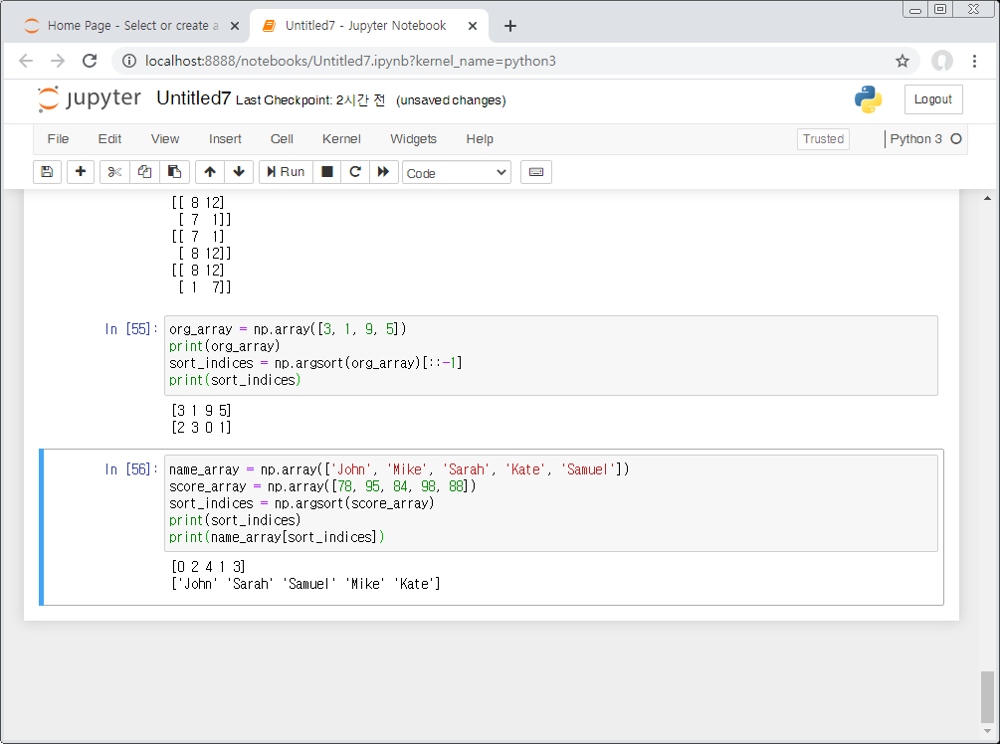 Home Page - Select or create a
Untitled7 - Jupyter Notebook
localhost:8888/notebooks/Untitled7.ipynb?kernel_name=python3
jupyter Untitled7 Last Checkpoint: 2시간 전 (unsaved changes)
Logout
File Edit View Insert Cell Kernel Widgets Help Trusted Python 3
Run Code
[[ 8 12]
 [ 7  1]]
[[ 7  1]
 [ 8 12]]
[[ 8 12]
 [ 1  7]]
In [55]: org_array = np.array([3, 1, 9, 5])
print(org_array)
sort_indices = np.argsort(org_array)[::-1]
print(sort_indices)
[3 1 9 5]
[2 3 0 1]
In [56]: name_array = np.array(['John', 'Mike', 'Sarah', 'Kate', 'Samuel'])
score_array = np.array([78, 95, 84, 98, 88])
sort_indices = np.argsort(score_array)
print(sort_indices)
print(name_array[sort_indices])
[0 2 4 1 3]
['John' 'Sarah' 'Samuel' 'Mike' 'Kate']